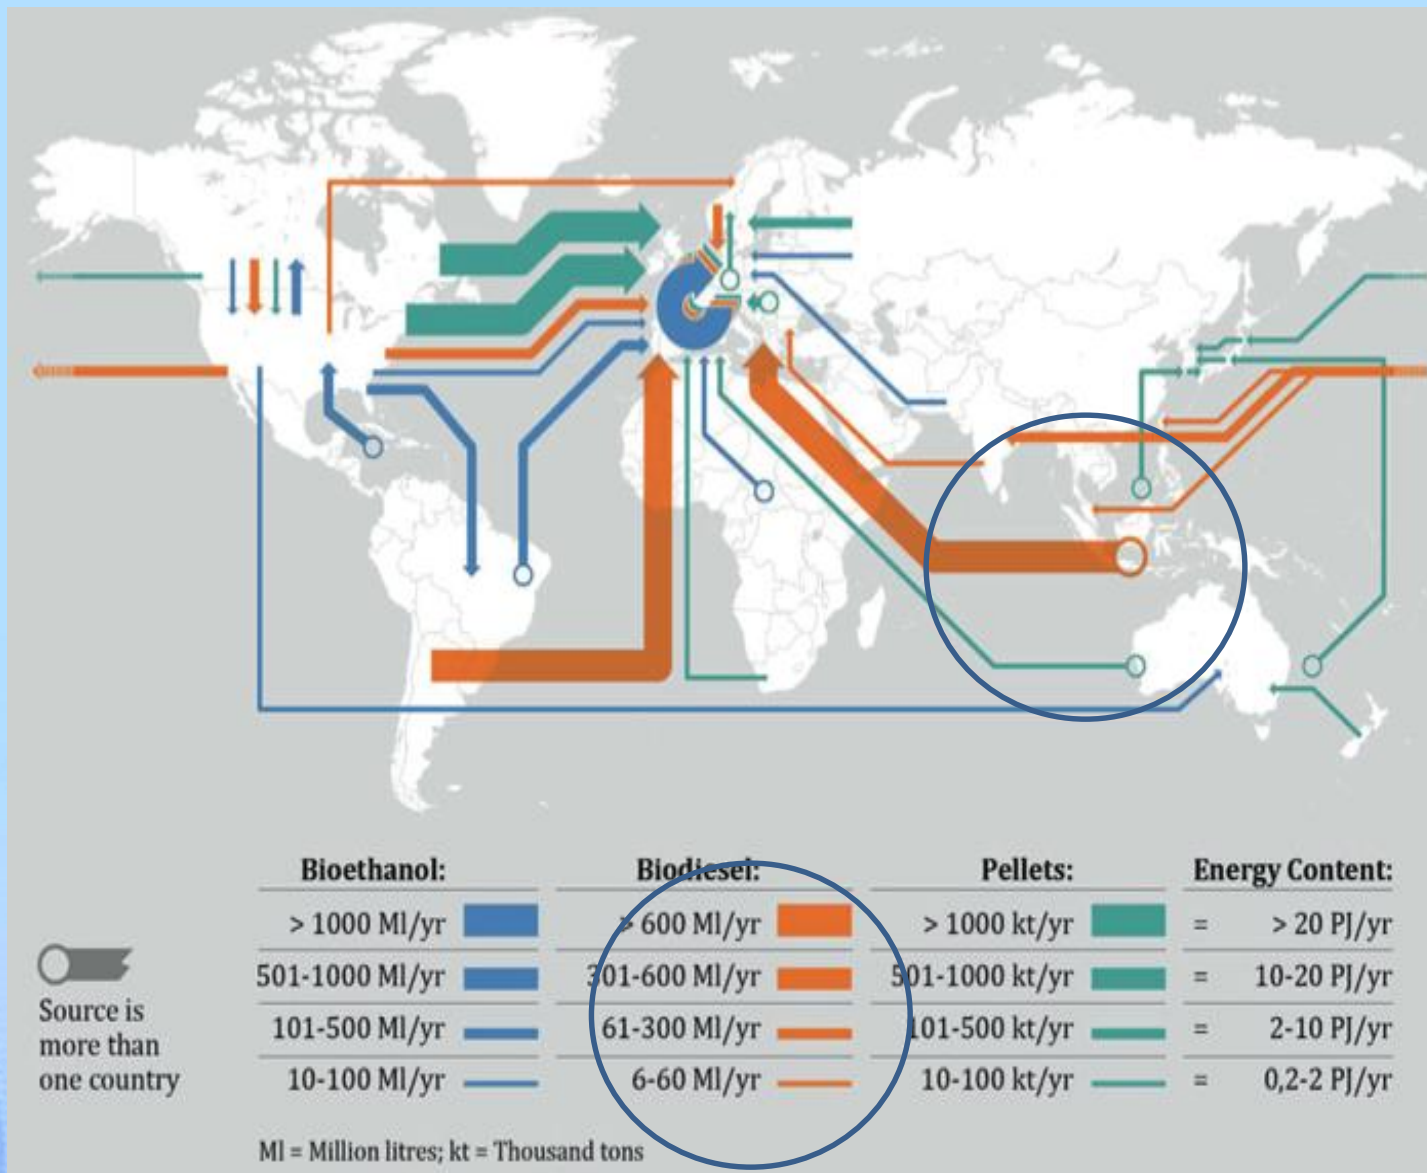 Bioethanol: Biodiesel: Pellets: Energy Content:
> 1000 Ml/yr > 600 Ml/yr > 1000 kt/yr = > 20 PJ/yr
501-1000 Ml/yr 301-600 Ml/yr 501-1000 kt/yr = 10-20 PJ/yr
101-500 Ml/yr 61-300 Ml/yr 101-500 kt/yr = 2-10 PJ/yr
10-100 Ml/yr 6-60 Ml/yr 10-100 kt/yr = 0,2-2 PJ/yr
Source is
more than
one country
Ml = Million litres; kt = Thousand tons